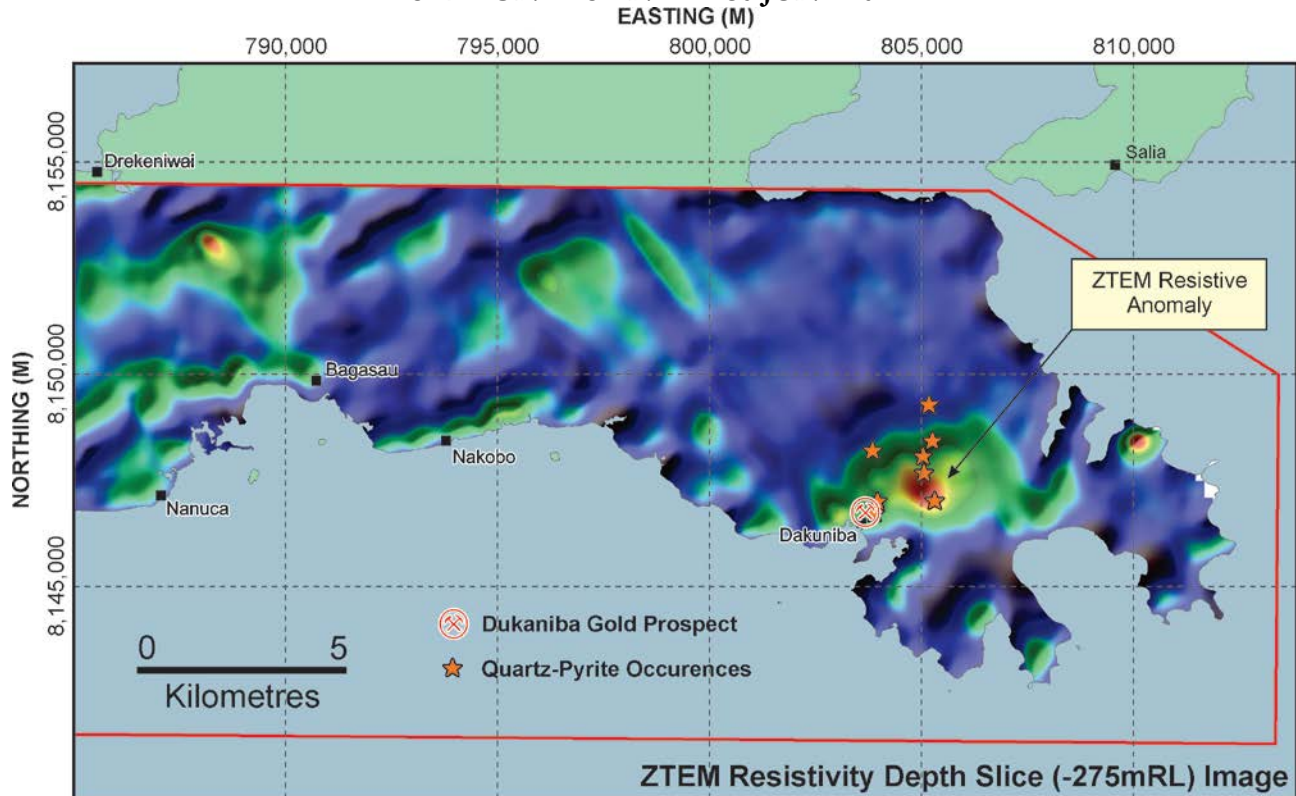 EASTING (M)
790,000
795,000
800,000
805,000
810,000
8,155,000
8,150,000
8,145,000
NORTHING (M)
Drekeniwai
Salia
ZTEM Resistive
Anomaly
Bagasau
Nakobo
Nanuca
Dakuniba
Dukaniba Gold Prospect
Quartz-Pyrite Occurences
0 5
Kilometres
ZTEM Resistivity Depth Slice (-275mRL) Image